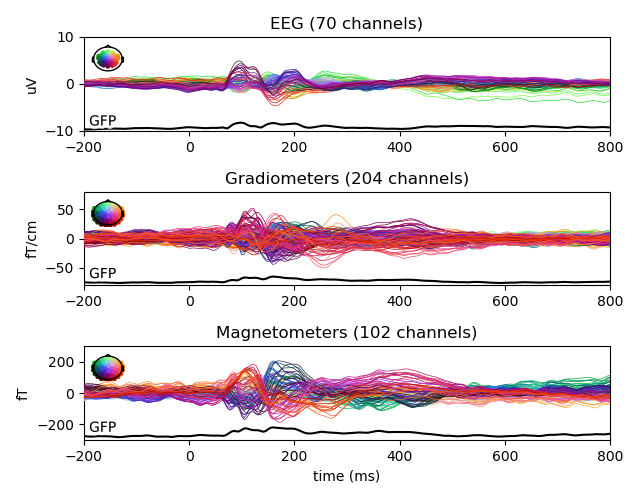 EEG (70 channels)
10
0
−10
uV
GFP
−200 0 200 400 600 800
Gradiometers (204 channels)
50
0
−50
fT/cm
GFP
−200 0 200 400 600 800
Magnetometers (102 channels)
200
0
−200
fT
GFP
−200 0 200 400 600 800
time (ms)